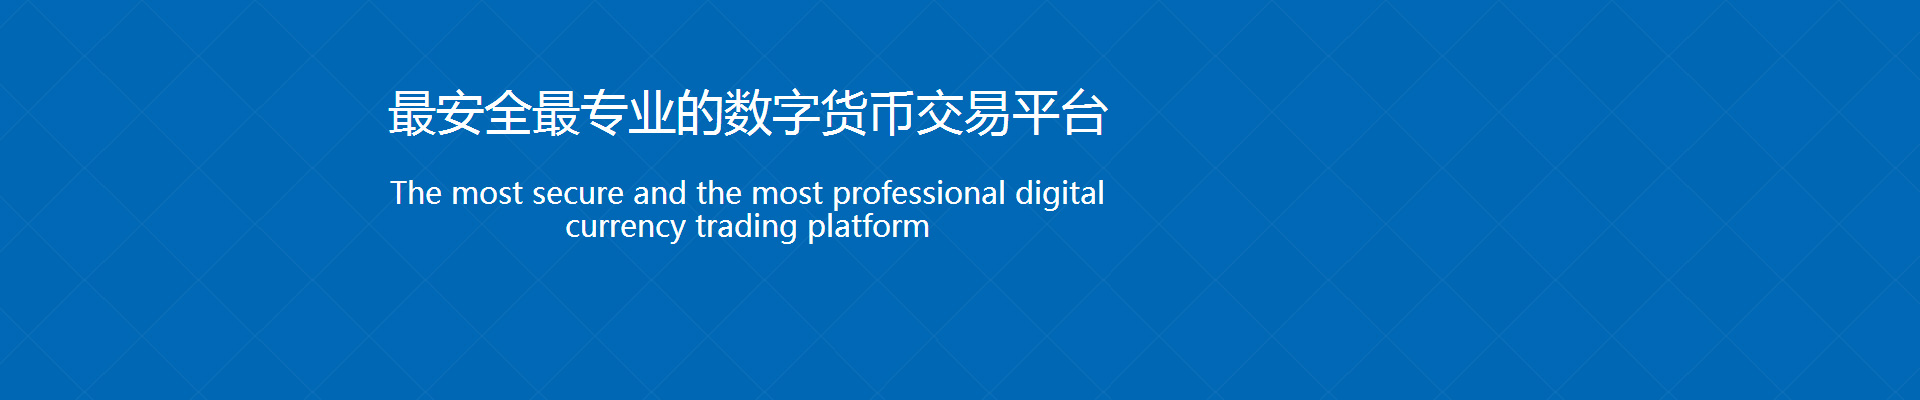 最安全最专业的数字货币交易平台
The most secure and the most professional digital
currency trading platform